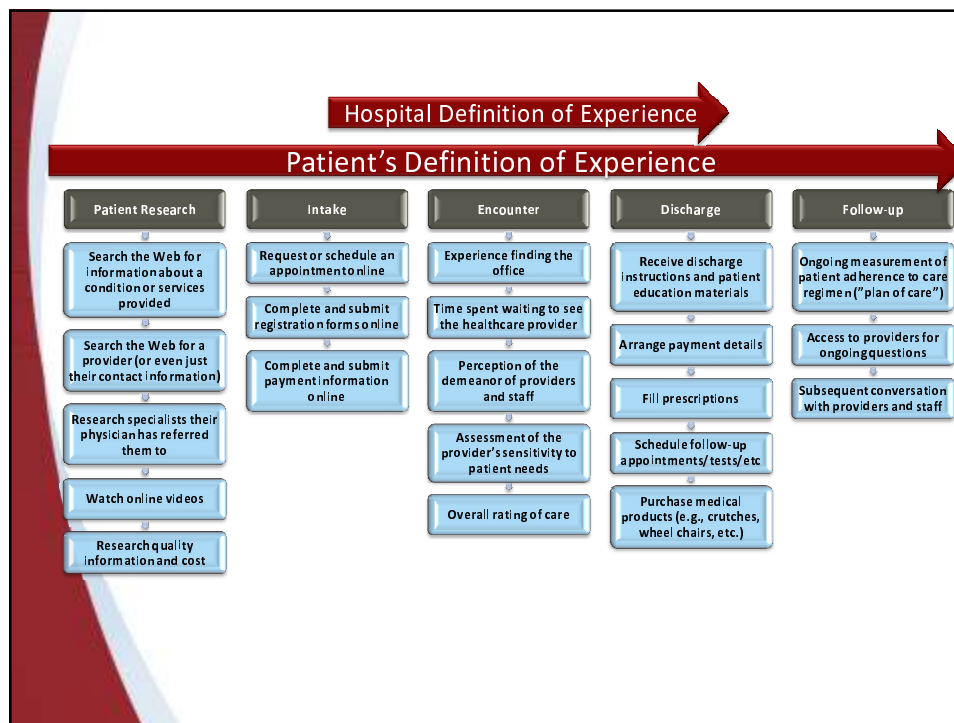 Hospital Definition of Experience
Patient's Definition of Experience
Patient Research
Search the Web for
information about a
condition or services
provided
Search the Web for a
provider (or even just
their contact information)
Research specialists their
physician has referred
them to
Watch online videos
Research quality
information and cost
Intake
Request or schedule an
appointment online
Complete and submit
registration forms online
Complete and submit
payment information
online
Encounter
Experience finding the
office
Time spent waiting to see
the healthcare provider
Perception of the
demeanor of providers
and staff
Assessment of the
provider's sensitivity to
patient needs
Overall rating of care
Discharge
Receive discharge
instructions and patient
education materials
Arrange payment details
Fill prescriptions
Schedule follow-up
appointments/tests/etc
Purchase medical
products (e.g., crutches,
wheel chairs, etc.)
Follow-up
Ongoing measurement of
patient adherence to care
regimen ("plan of care")
Access to providers for
ongoing questions
Subsequent conversation
with providers and staff